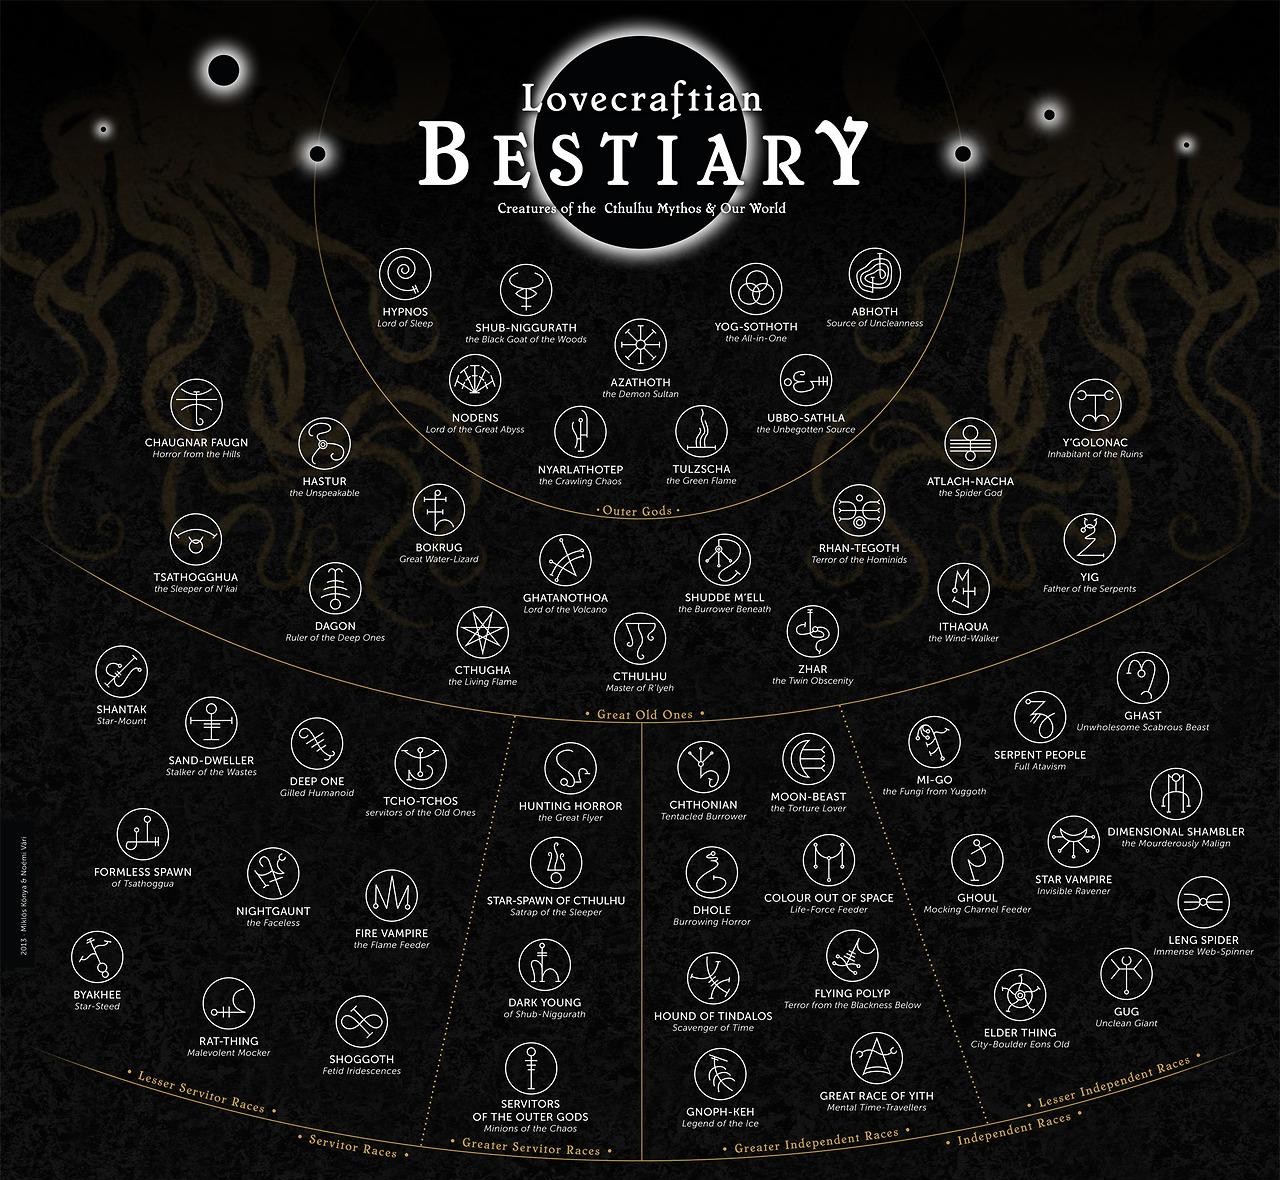 Lovecraftian
BESTIARY
Creatures of the Cthulhu Mythos & Our World
HYPNOS
Lord of Sleep
SHUB-NIGGURATH
the Black Goat of the Woods
YOG-SOTHOTH
the All-in-One
ABHOTH
Source of Uncleanness
AZATHOTH
the Demon Sultan
NODENS
Lord of the Great Abyss
UBBO-SATHLA
the Unbegotten Source
NYARLATHOTEP
the Crawling Chaos
TULZSCHA
the Green Flame
• Outer Gods •
CHAUGNAR FAUGN
Horror from the Hills
HASTUR
the Unspeakable
ATLACH-NACHA
the Spider God
Y'GOLONAC
Inhabitant of the Ruins
BOKRUG
Great Water-Lizard
RHAN-TEGOTH
Terror of the Hominids
TSATHOGGHUA
the Sleeper of N'kai
YIG
Father of the Serpents
DAGON
Ruler of the Deep Ones
GHATANOTHOA
Lord of the Volcano
SHUDDE M'ELL
the Burrower Beneath
ITHAQUA
the Wind-Walker
CTHUGHA
the Living Flame
CTHULHU
Master of R'lyeh
ZHAR
the Twin Obscenity
• Great Old Ones •
SHANTAK
Star-Mount
SAND-DWELLER
Stalker of the Wastes
DEEP ONE
Gilled Humanoid
TCHO-TCHOS
servitors of the Old Ones
FORMLESS SPAWN
of Tsathoggua
NIGHTGAUNT
the Faceless
FIRE VAMPIRE
the Flame Feeder
BYAKHEE
Star-Steed
RAT-THING
Malevolent Mocker
SHOGGOTH
Fetid Iridescences
• Lesser Servitor Races •
• Servitor Races •
HUNTING HORROR
the Great Flyer
STAR-SPAWN OF CTHULHU
Satrap of the Sleeper
DARK YOUNG
of Shub-Niggurath
SERVITORS
OF THE OUTER GODS
Minions of the Chaos
• Greater Servitor Races •
CHTHONIAN
Tentacled Burrower
MOON-BEAST
the Torture Lover
DHOLE
Burrowing Horror
COLOUR OUT OF SPACE
Life-Force Feeder
HOUND OF TINDALOS
Scavenger of Time
FLYING POLYP
Terror from the Blackness Below
GNOPH-KEH
Legend of the Ice
GREAT RACE OF YITH
Mental Time-Travellers
• Greater Independent Races •
MI-GO
the Fungi from Yuggoth
SERPENT PEOPLE
Full Atavism
GHAST
Unwholesome Scabrous Beast
DIMENSIONAL SHAMBLER
the Mourderously Malign
GHOUL
Mocking Channel Feeder
STAR VAMPIRE
Invisible Ravener
LENG SPIDER
Immense Web-Spinner
ELDER THING
City-Boulder Eons Old
GUG
Unclean Giant
• Lesser Independent Races •
• Independent Races •
2013 - Miklós Kónya & Noémi Vári